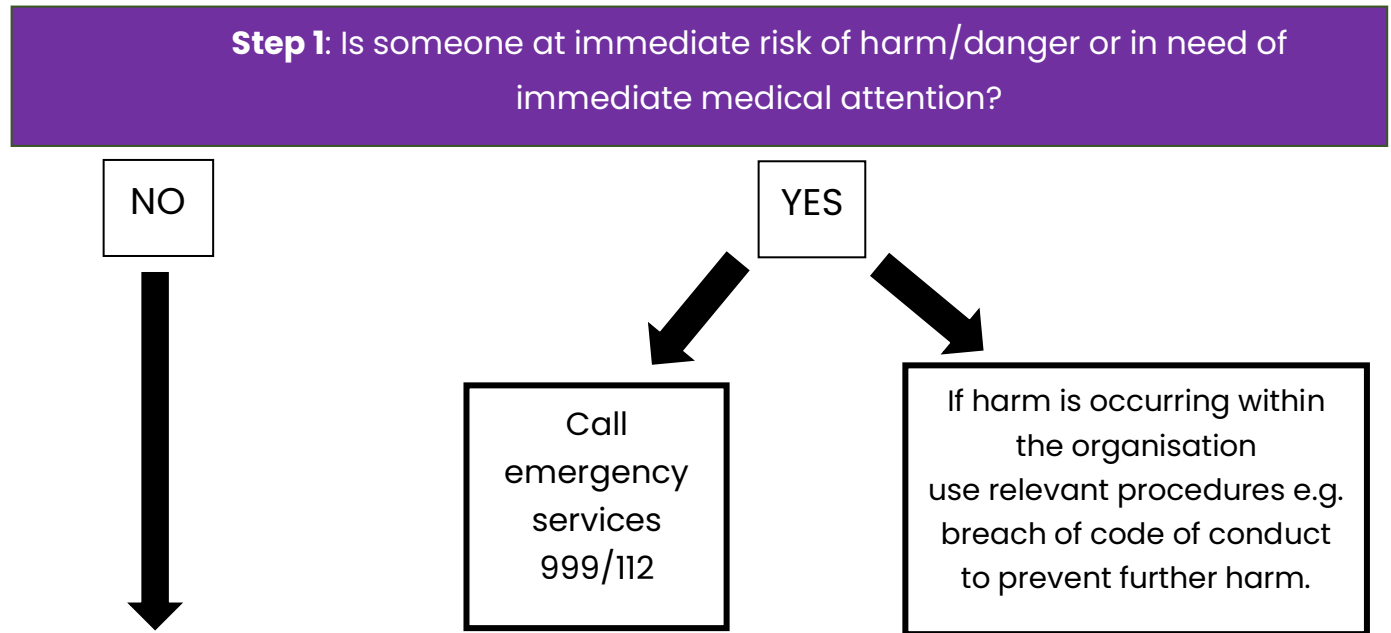 Step 1: Is someone at immediate risk of harm/danger or in need of
immediate medical attention?
NO
YES
Call
emergency
services
999/112
If harm is occurring within
the organisation
use relevant procedures e.g.
breach of code of conduct
to prevent further harm.